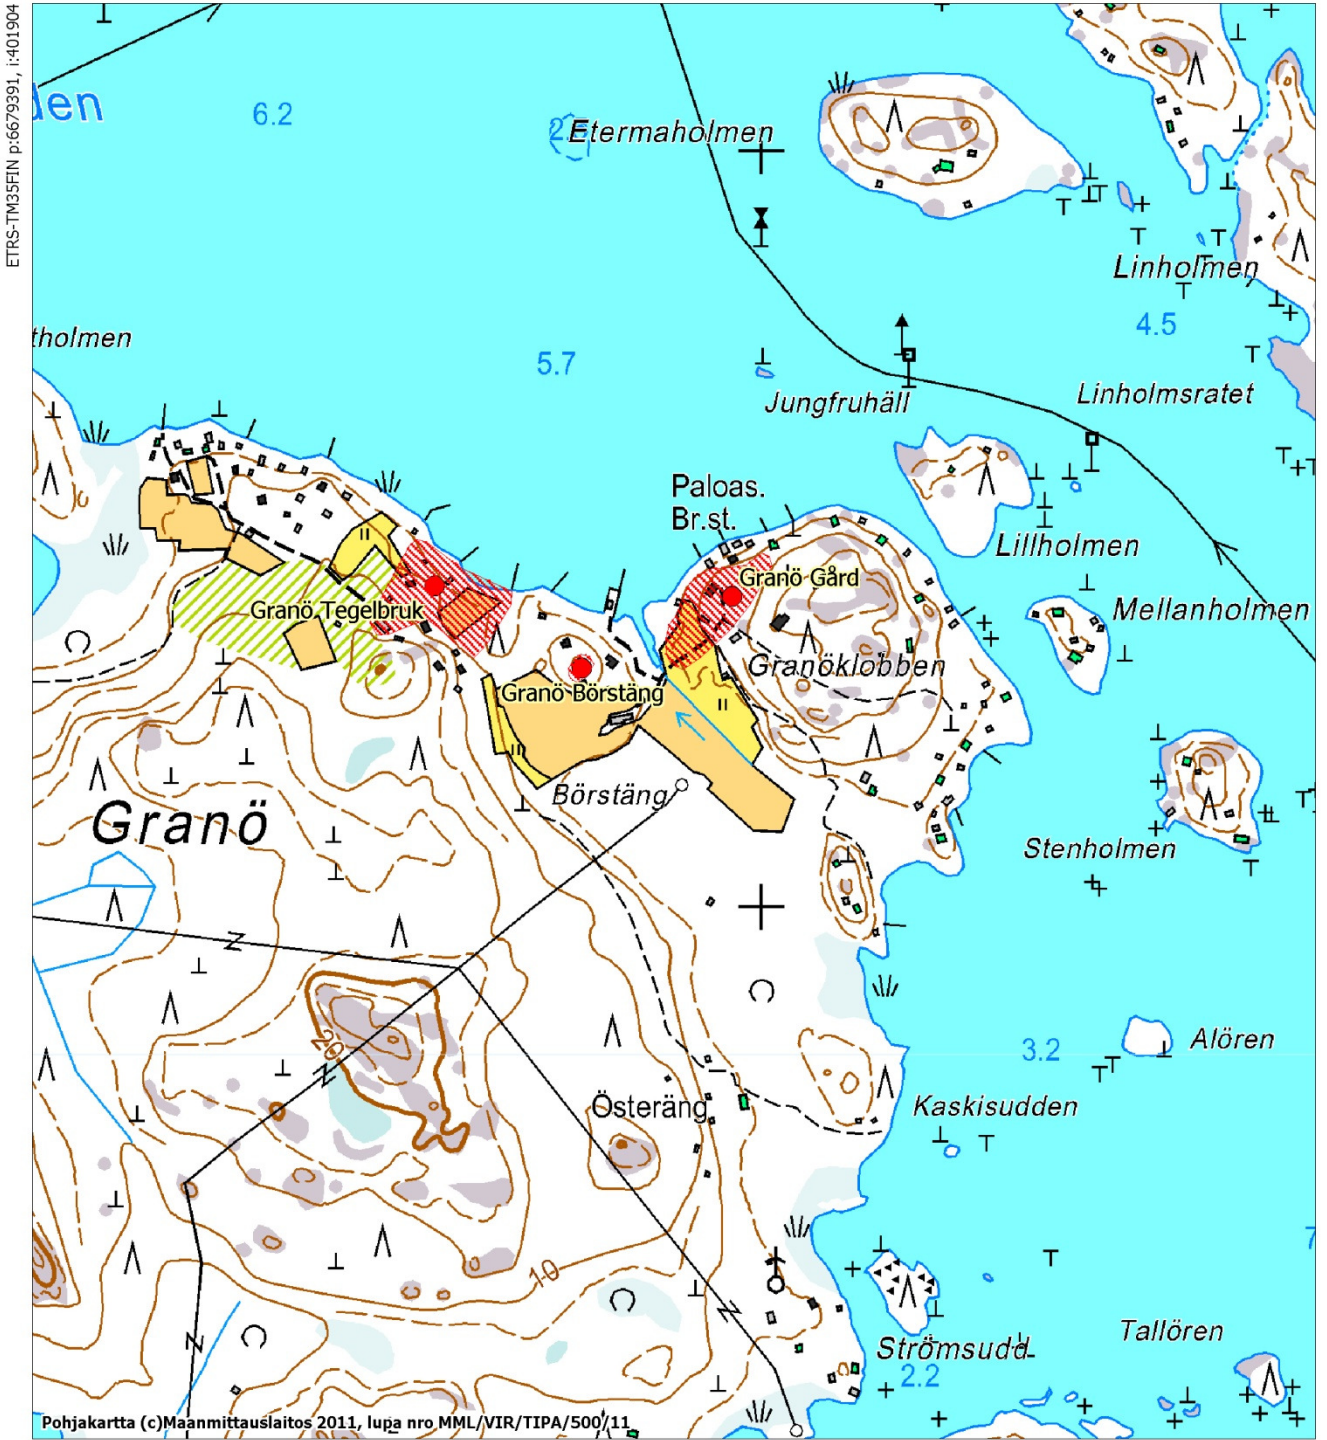 ETRS-TM35FIN p:6679391, i:401904
den
6.2
Etermaholmen
Linholmen
tholmen
4.5
5.7
Jungfruhäll
Linholmsratet
Paloas.
Br.st.
Lillholmen
Granö Gård
Granö Tegelbruk
Mellanholmen
Granöklobben
Granö Börstäng
Börstäng
Granö
Stenholmen
20
3.2
Alören
Österäng
Kaskisudden
10
7
Tallören
Strömsudd
2.2
Pohjakartta (c)Maanmittauslaitos 2011, lupa nro MML/VIR/TIPA/500/11